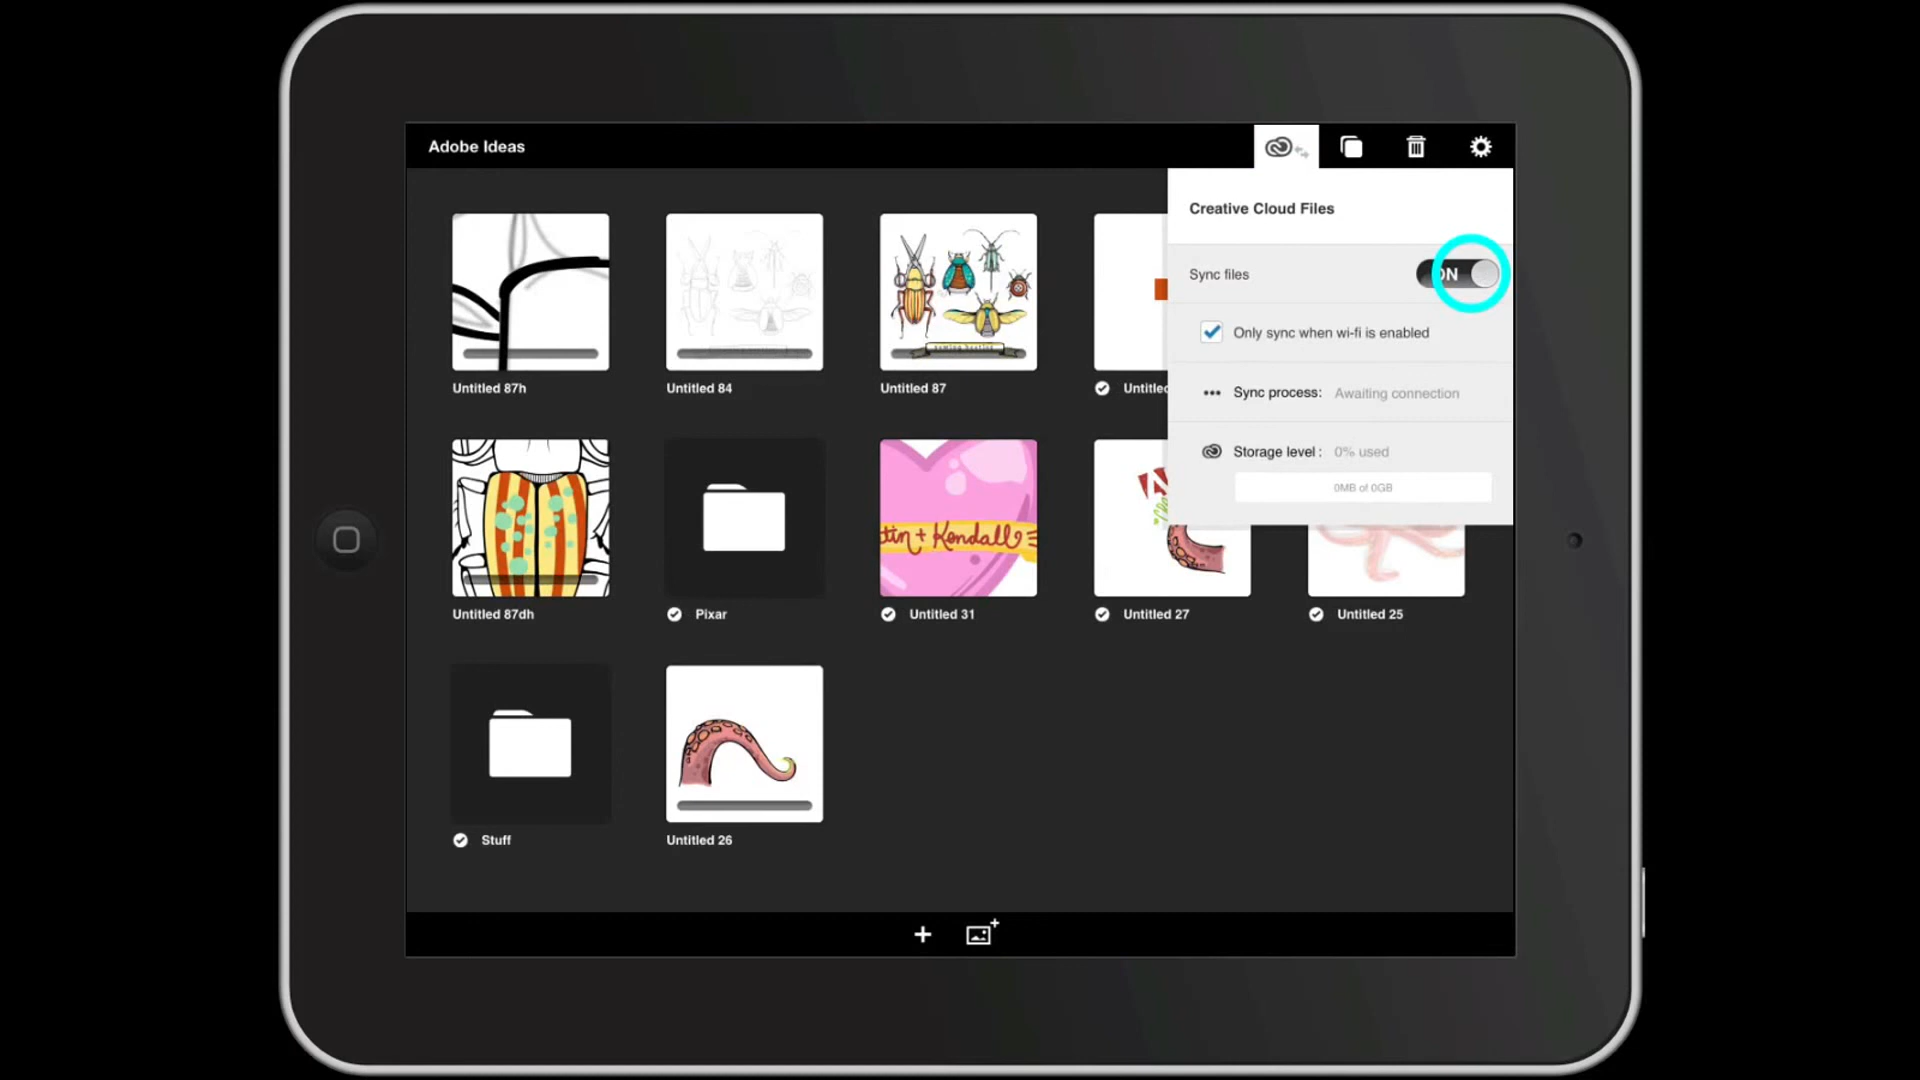 Adobe Ideas
Creative Cloud Files
Sync files
ON
Only sync when wi-fi is enabled
Sync process: Awaiting connection
Storage level : 0% used
0MB of 0GB
Untitled 87h
Untitled 84
Untitled 87
tin + Kendall
Untitled 87dh
Pixar
Untitled 31
Untitled 27
Untitled 25
Stuff
Untitled 26